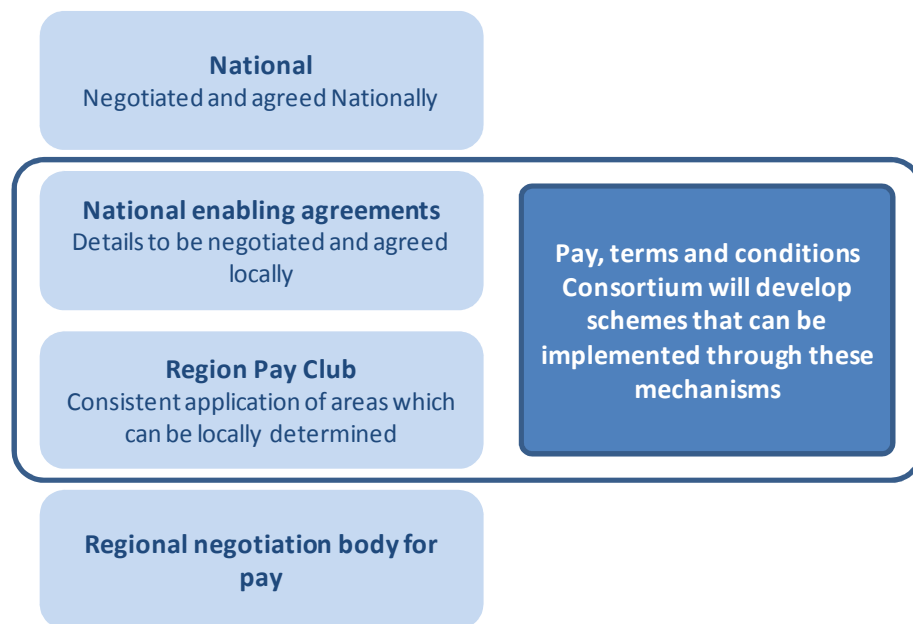 National
Negotiated and agreed Nationally
National enabling agreements
Details to be negotiated and agreed
locally
Region Pay Club
Consistent application of areas which
can be locally determined
Pay, terms and conditions
Consortium will develop
schemes that can be
implemented through these
mechanisms
Regional negotiation body for
pay